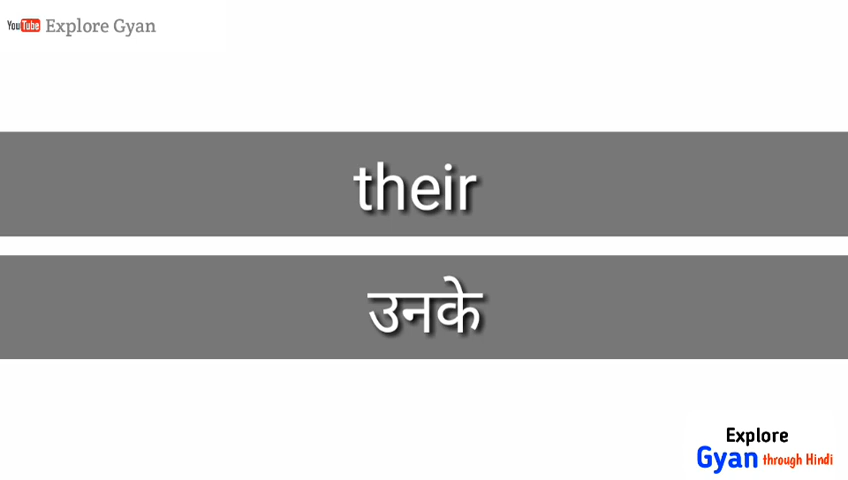 YouTube Explore Gyan
their
उनके
Explore
Gyan through Hindi